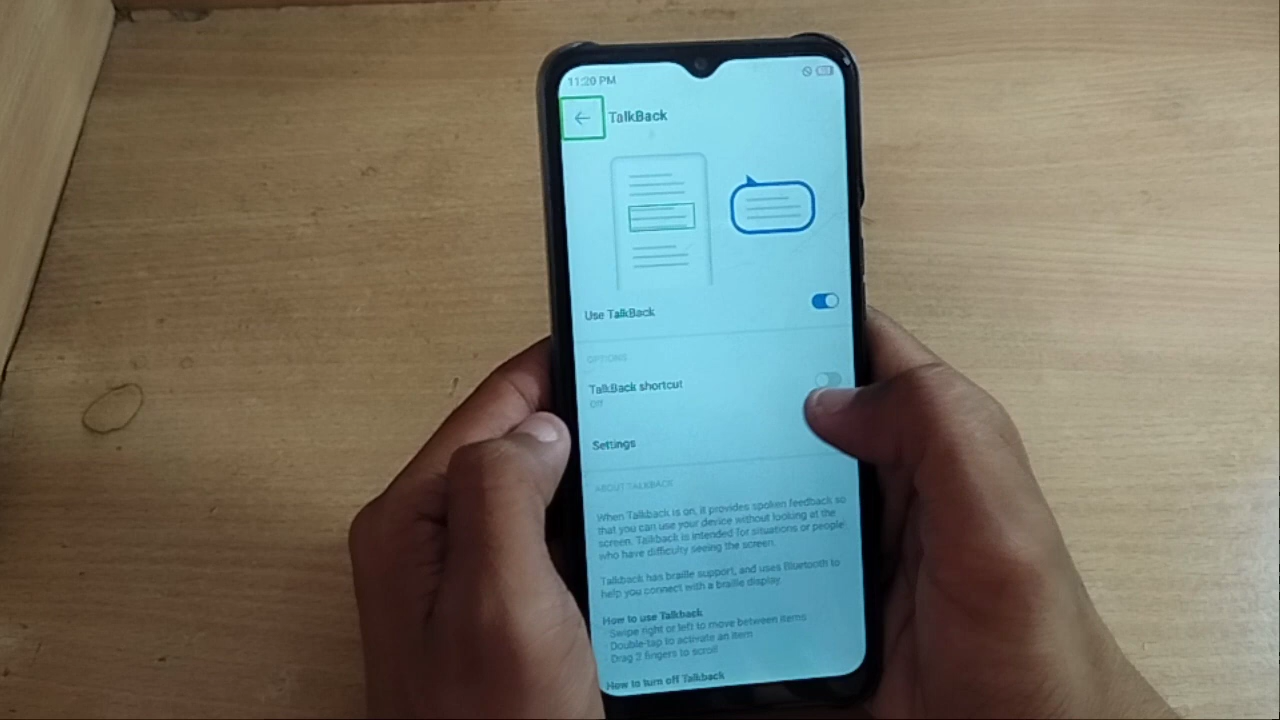 11:20 PM
TalkBack
Use TalkBack
OPTIONS
TalkBack shortcut
Off
Settings
ABOUT TALKBACK
When Talkback is on, it provides spoken feedback so
that you can use your device without looking at the
screen. Talkback is intended for situations or people
who have difficulty seeing the screen.
Talkback has braille support, and uses Bluetooth to
help you connect with a braille display.
How to use Talkback
· Swipe right or left to move between items
· Double-tap to activate an item
· Drag 2 fingers to scroll
How to turn off Talkback